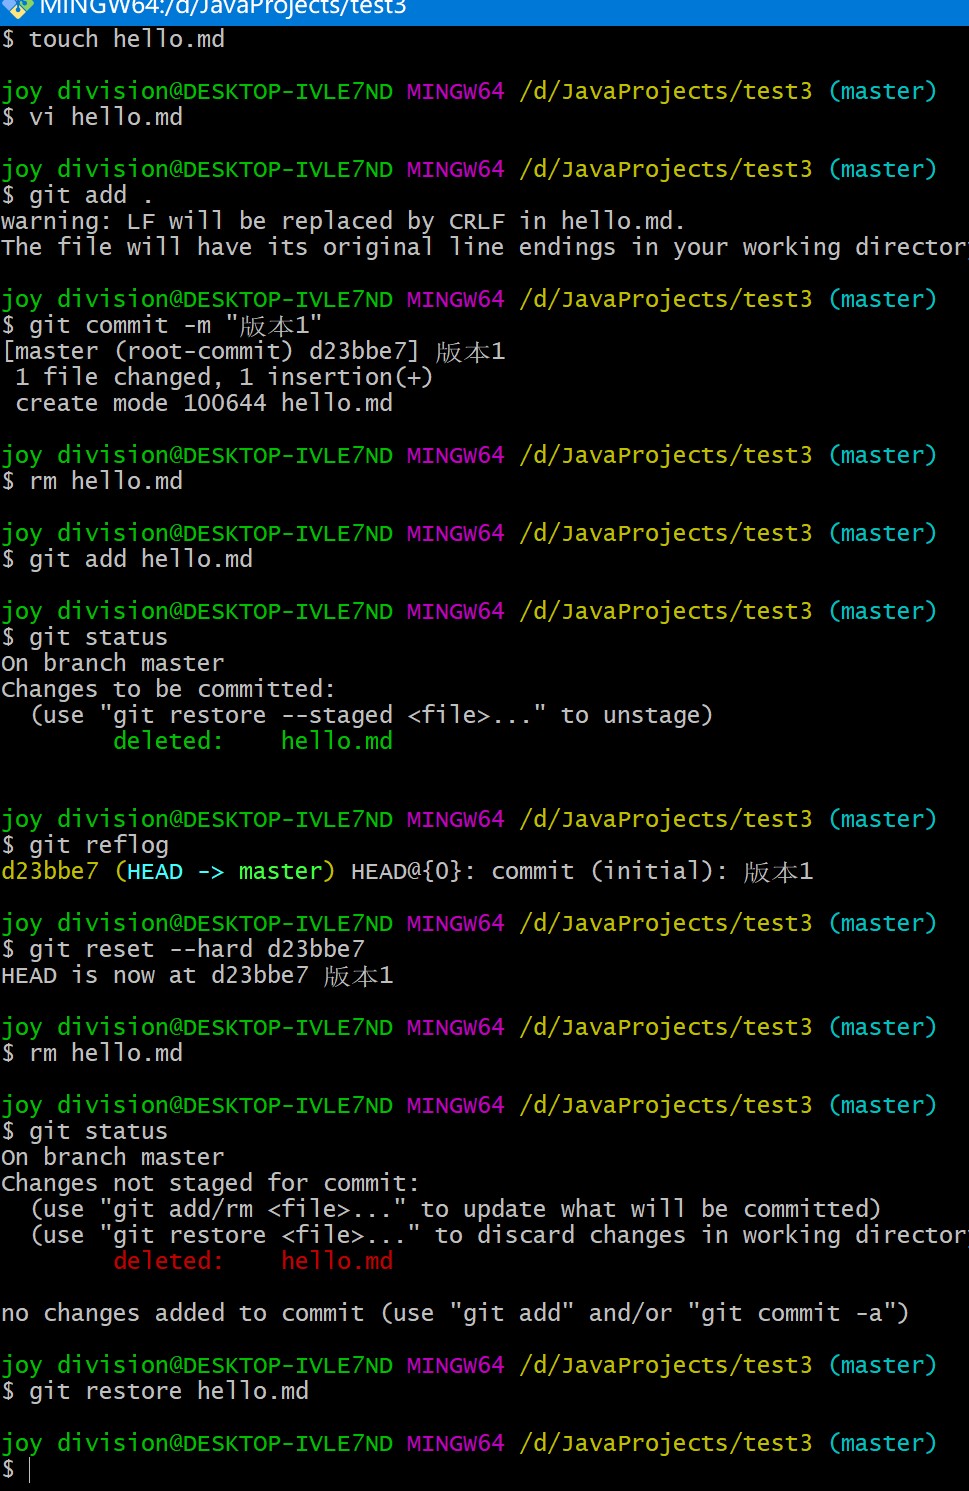 MINGW64:/d/JavaProjects/test3
$ touch hello.md
joy division@DESKTOP-IVLE7ND MINGW64 /d/JavaProjects/test3 (master)
$ vi hello.md
joy division@DESKTOP-IVLE7ND MINGW64 /d/JavaProjects/test3 (master)
$ git add .
warning: LF will be replaced by CRLF in hello.md.
The file will have its original line endings in your working directory
joy division@DESKTOP-IVLE7ND MINGW64 /d/JavaProjects/test3 (master)
$ git commit -m "版本1"
[master (root-commit) d23bbe7] 版本1
 1 file changed, 1 insertion(+)
 create mode 100644 hello.md
joy division@DESKTOP-IVLE7ND MINGW64 /d/JavaProjects/test3 (master)
$ rm hello.md
joy division@DESKTOP-IVLE7ND MINGW64 /d/JavaProjects/test3 (master)
$ git add hello.md
joy division@DESKTOP-IVLE7ND MINGW64 /d/JavaProjects/test3 (master)
$ git status
On branch master
Changes to be committed:
  (use "git restore --staged <file>..." to unstage)
        deleted:    hello.md
joy division@DESKTOP-IVLE7ND MINGW64 /d/JavaProjects/test3 (master)
$ git reflog
d23bbe7 (HEAD -> master) HEAD@{0}: commit (initial): 版本1
joy division@DESKTOP-IVLE7ND MINGW64 /d/JavaProjects/test3 (master)
$ git reset --hard d23bbe7
HEAD is now at d23bbe7 版本1
joy division@DESKTOP-IVLE7ND MINGW64 /d/JavaProjects/test3 (master)
$ rm hello.md
joy division@DESKTOP-IVLE7ND MINGW64 /d/JavaProjects/test3 (master)
$ git status
On branch master
Changes not staged for commit:
  (use "git add/rm <file>..." to update what will be committed)
  (use "git restore <file>..." to discard changes in working directory
        deleted:    hello.md
no changes added to commit (use "git add" and/or "git commit -a")
joy division@DESKTOP-IVLE7ND MINGW64 /d/JavaProjects/test3 (master)
$ git restore hello.md
joy division@DESKTOP-IVLE7ND MINGW64 /d/JavaProjects/test3 (master)
$